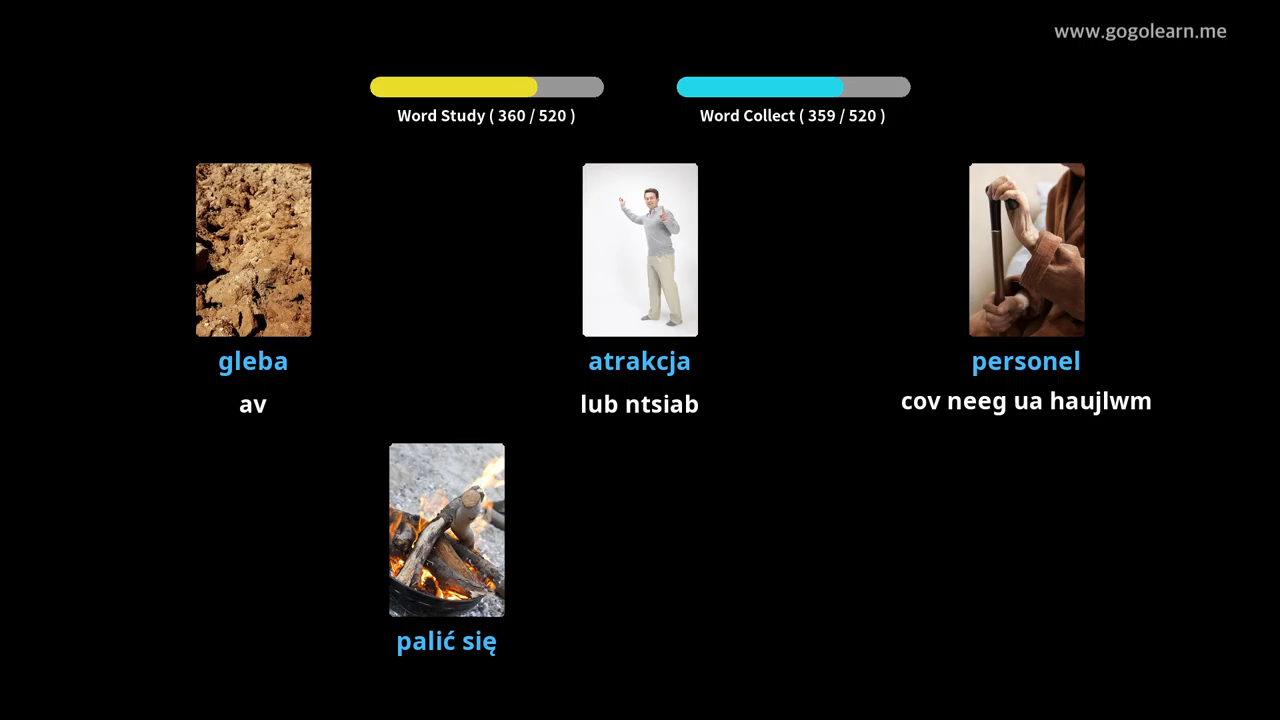 www.gogolearn.me
Word Study ( 360 / 520 )
Word Collect ( 359 / 520 )
gleba
atrakcja
personel
av
lub ntsiab
cov neeg ua haujlwm
palić się